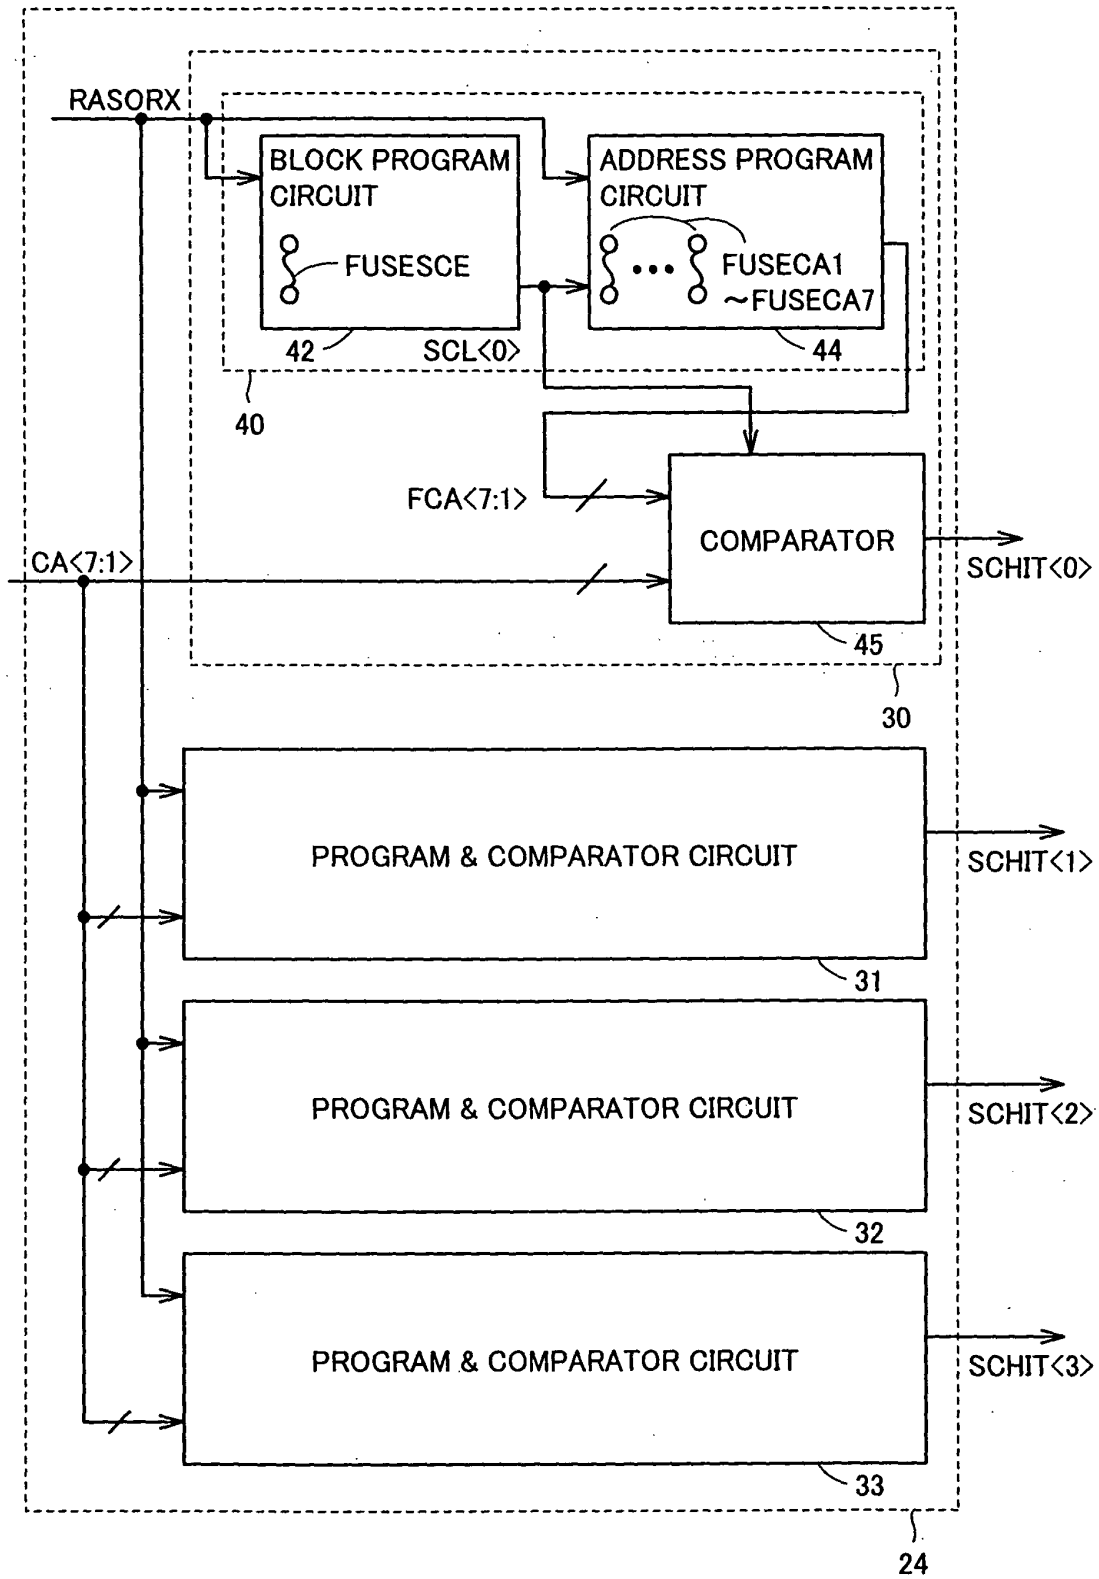 RASORX
BLOCK PROGRAM
CIRCUIT
FUSESCE
42
SCL<0>
ADDRESS PROGRAM
CIRCUIT
FUSECA1
~FUSECA7
44
40
FCA<7:1>
COMPARATOR
SCHIT<0>
CA<7:1>
45
30
PROGRAM & COMPARATOR CIRCUIT
SCHIT<1>
31
PROGRAM & COMPARATOR CIRCUIT
SCHIT<2>
32
PROGRAM & COMPARATOR CIRCUIT
SCHIT<3>
33
24